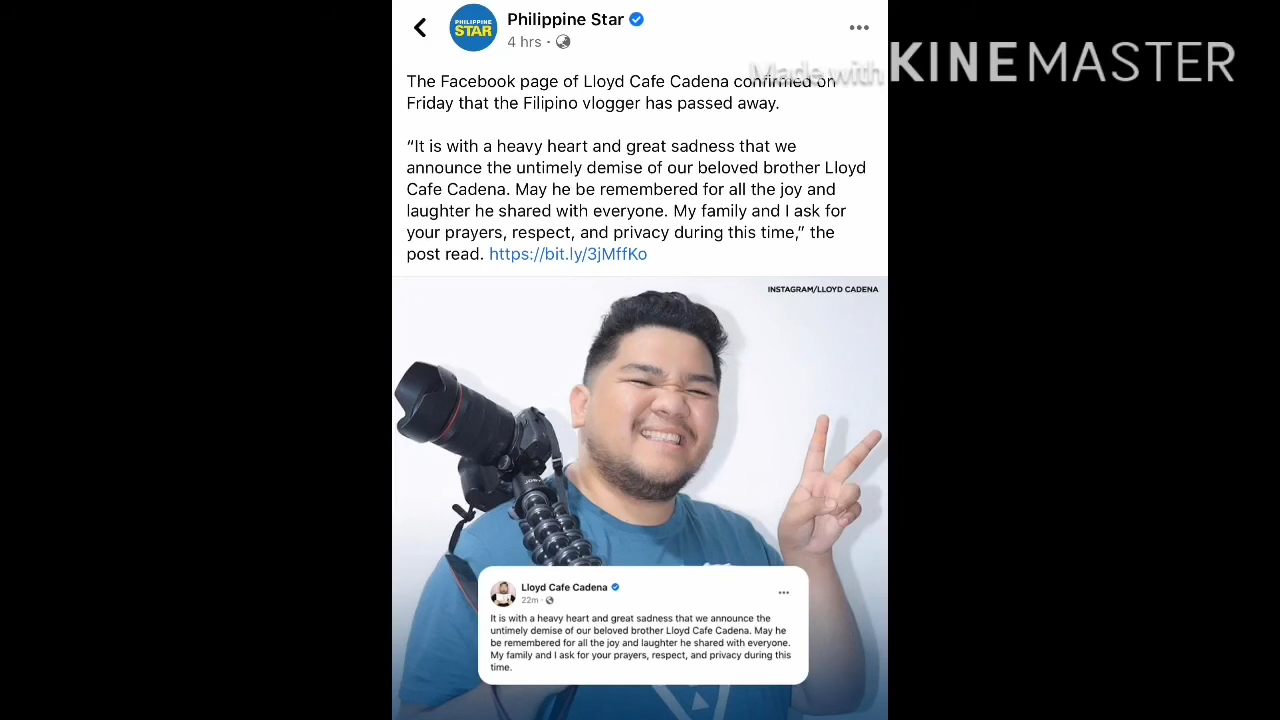 PHILIPPINE
STAR
Philippine Star
4 hrs ·
Made with KINEMASTER
The Facebook page of Lloyd Cafe Cadena confirmed on
Friday that the Filipino vlogger has passed away.
“It is with a heavy heart and great sadness that we
announce the untimely demise of our beloved brother Lloyd
Cafe Cadena. May he be remembered for all the joy and
laughter he shared with everyone. My family and I ask for
your prayers, respect, and privacy during this time,” the
post read. https://bit.ly/3jMffKo
INSTAGRAM/LLOYD CADENA
Lloyd Cafe Cadena
22m ·
It is with a heavy heart and great sadness that we announce the
untimely demise of our beloved brother Lloyd Cafe Cadena. May he
be remembered for all the joy and laughter he shared with everyone.
My family and I ask for your prayers, respect, and privacy during this
time.